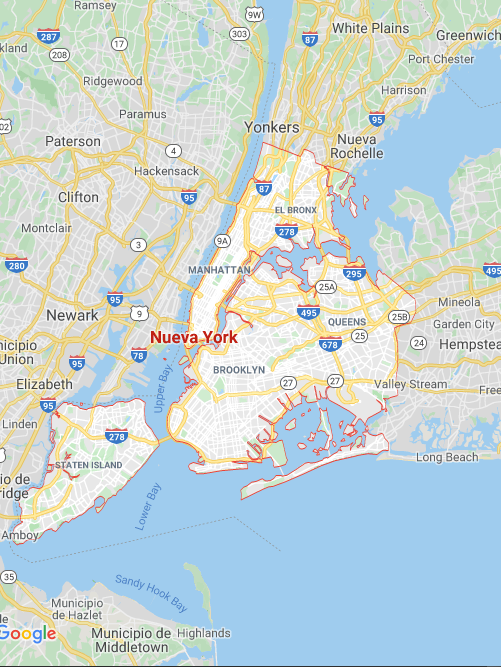 Ramsey
9W
White Plains
Greenwich
287
17
303
87
208
Port Chester
Ridgewood
Harrison
Paramus
95
Yonkers
Paterson
4
Nueva
Rochelle
Hackensack
87
95
Clifton
EL BRONX
Montclair
278
9A
3
280
MANHATTAN
295
495
25A
95
9
495
Mineola
Newark
QUEENS
25B
Garden City
Nueva York
25
678
24
Hempste
78
95
BROOKLYN
Elizabeth
27
27
Valley Stream
Free
Upper Bay
95
Linden
278
Long Beach
STATEN ISLAND
Lower Bay
Amboy
35
Sandy Hook Bay
Municipio
de Hazlet
Google
Municipio de
Middletown
Highlands